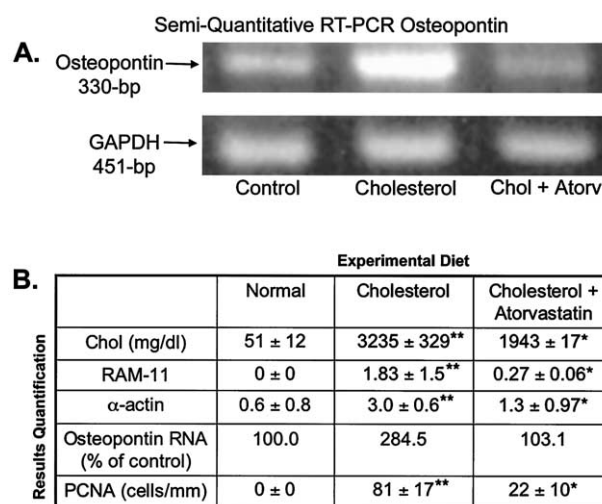 Semi-Quantitative RT-PCR Osteopontin
A.
Osteopontin
330-bp
GAPDH
451-bp
Control Cholesterol Chol + Atorv
Experimental Diet
B.
Normal Cholesterol Cholesterol +
Atorvastatin
Results Quantification
Chol (mg/dl) 51 ± 12 3235 ± 329** 1943 ± 17*
RAM-11 0 ± 0 1.83 ± 1.5** 0.27 ± 0.06*
α-actin 0.6 ± 0.8 3.0 ± 0.6** 1.3 ± 0.97*
Osteopontin RNA
(% of control) 100.0 284.5 103.1
PCNA (cells/mm) 0 ± 0 81 ± 17** 22 ± 10*